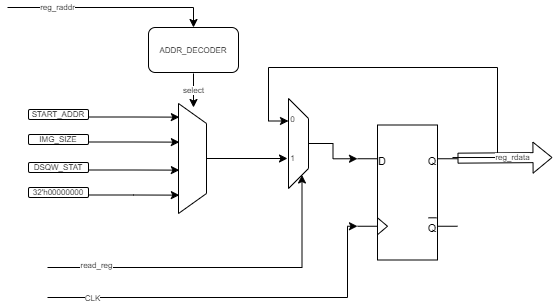 reg_raddr
ADDR_DECODER
select
START_ADDR
IMG_SIZE
DSQW_STAT
32'h00000000
0
1
D
Q
reg_rdata
Q
read_reg
CLK